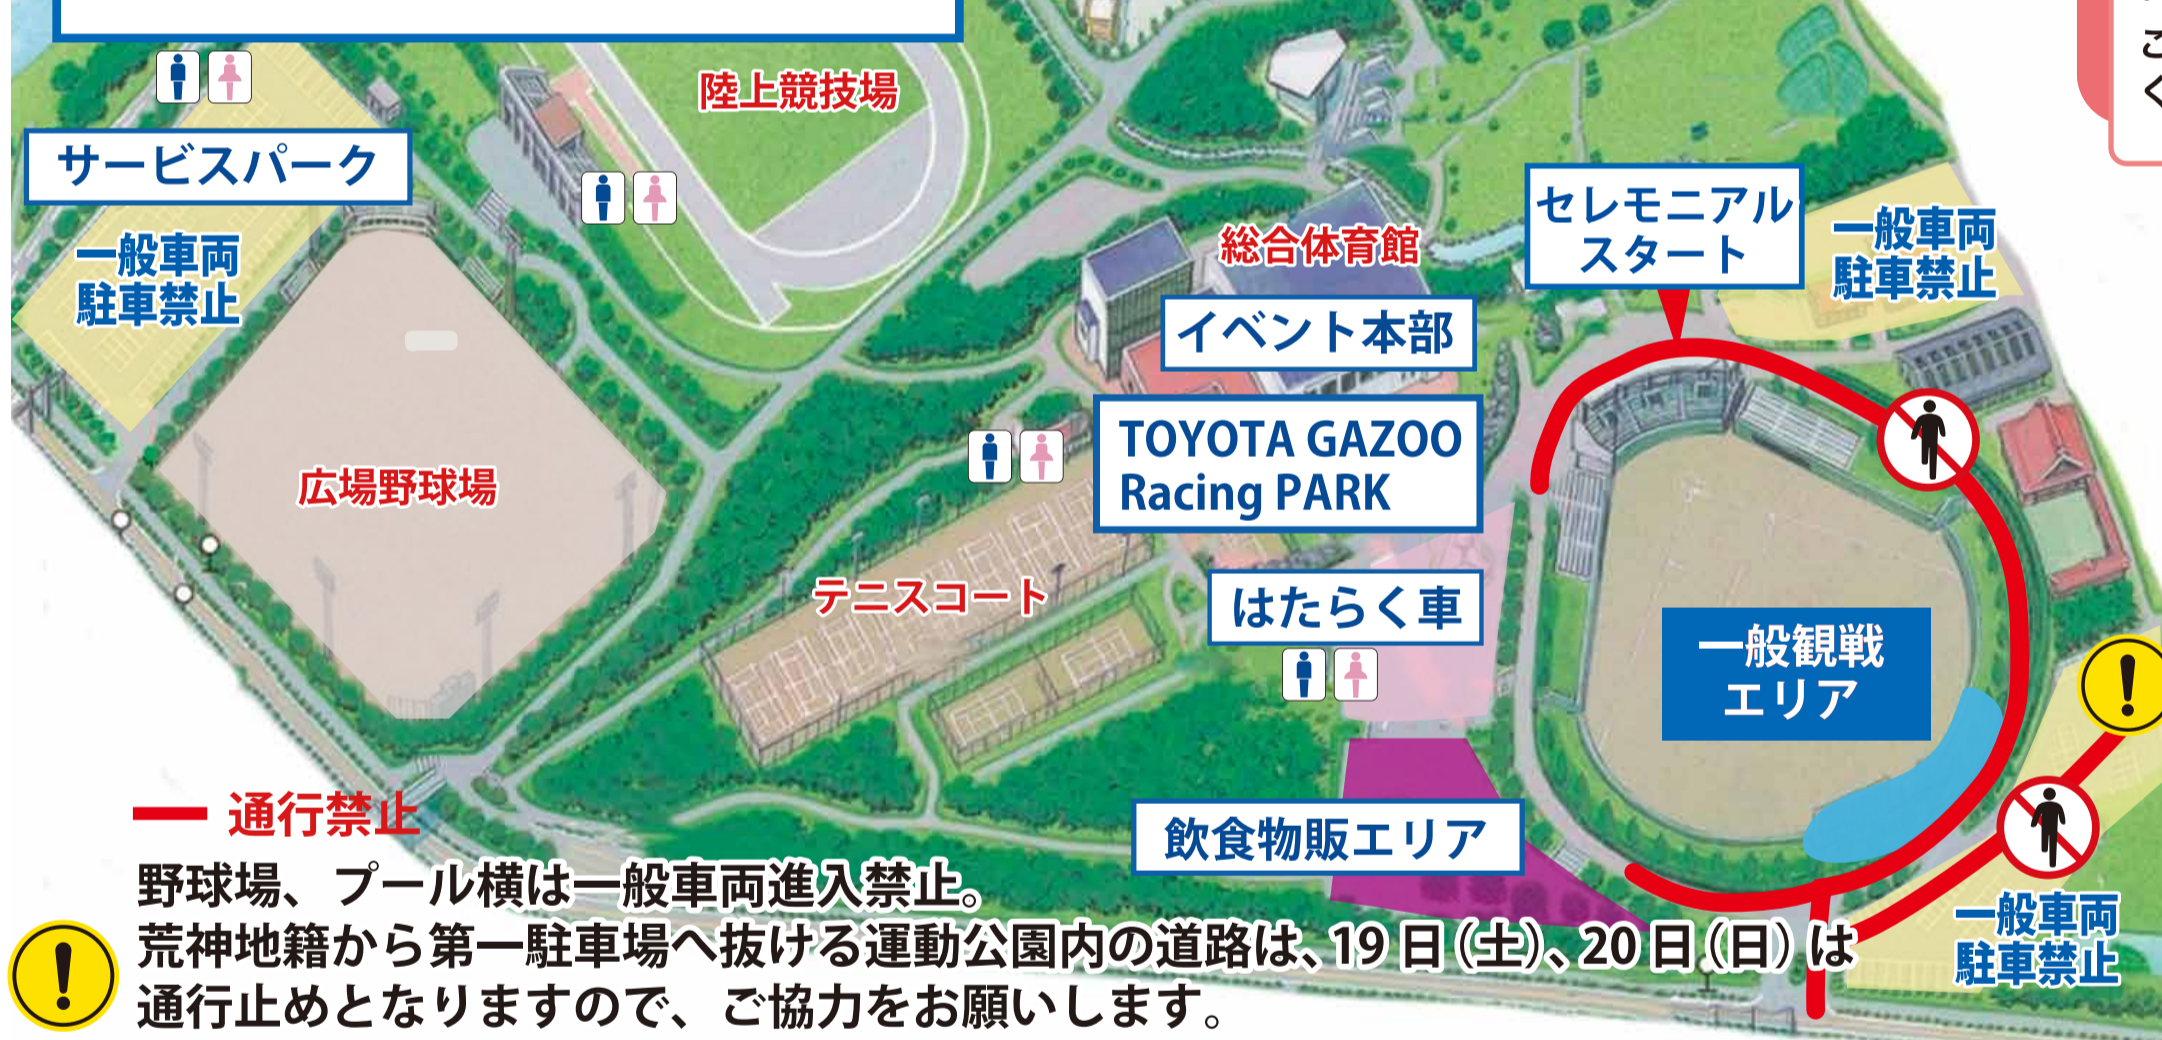 陸上競技場
こ
く
サービスパーク
一般車両
駐車禁止
セレモニアル
スタート
一般車両
駐車禁止
総合体育館
イベント本部
TOYOTA GAZOO
Racing PARK
広場野球場
テニスコート
はたらく車
一般観戦
エリア
飲食物販エリア
通行禁止
野球場、プール横は一般車両進入禁止。
荒神地籍から第一駐車場へ抜ける運動公園内の道路は、19日(土)、20日(日)は
通行止めとなりますので、ご協力をお願いします。
一般車両
駐車禁止